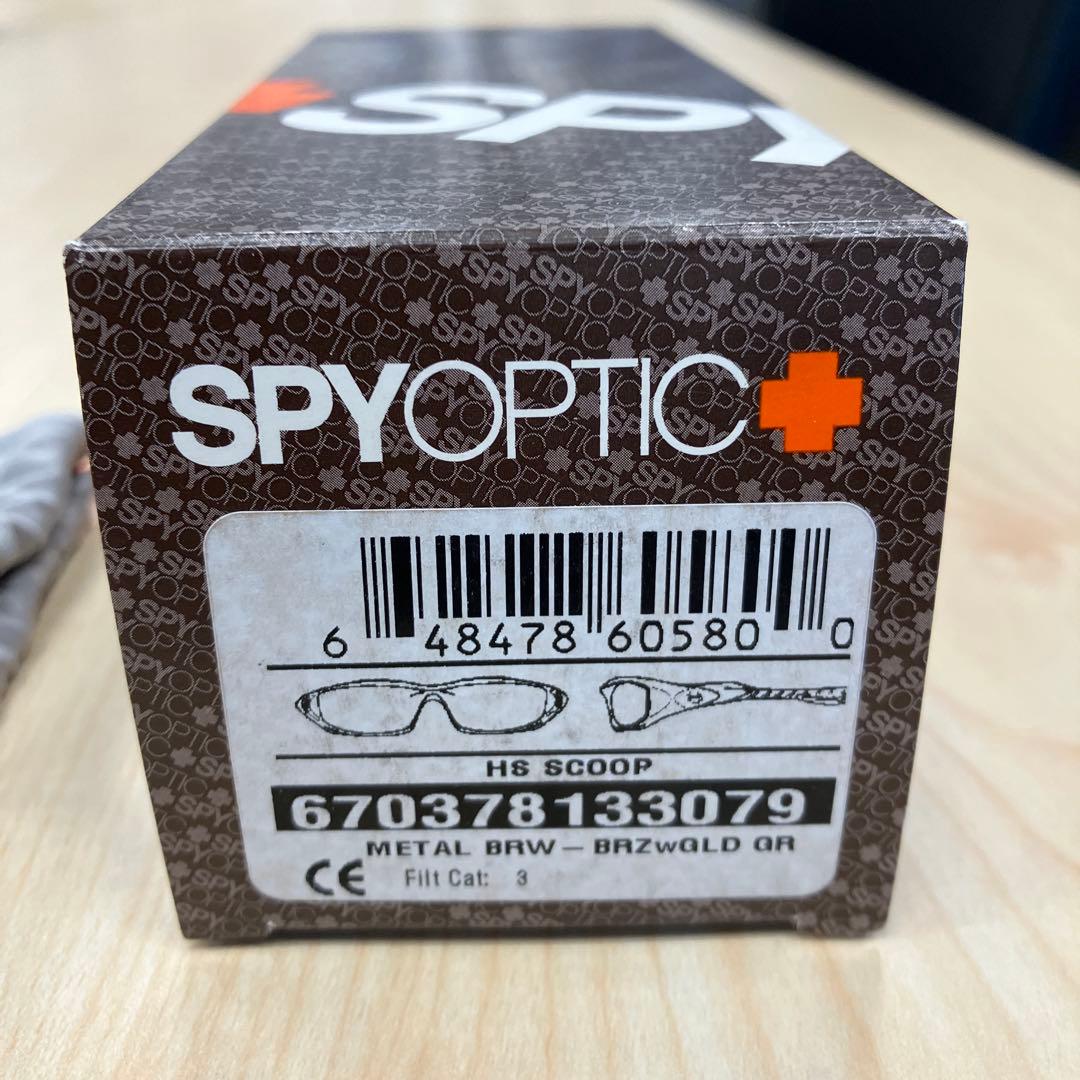 SPY
SPYOPTIC
6 48478 60580 0
HS SCOOP
670378133079
METAL BRW – BRZwGLD GR
CE Filt Cat: 3